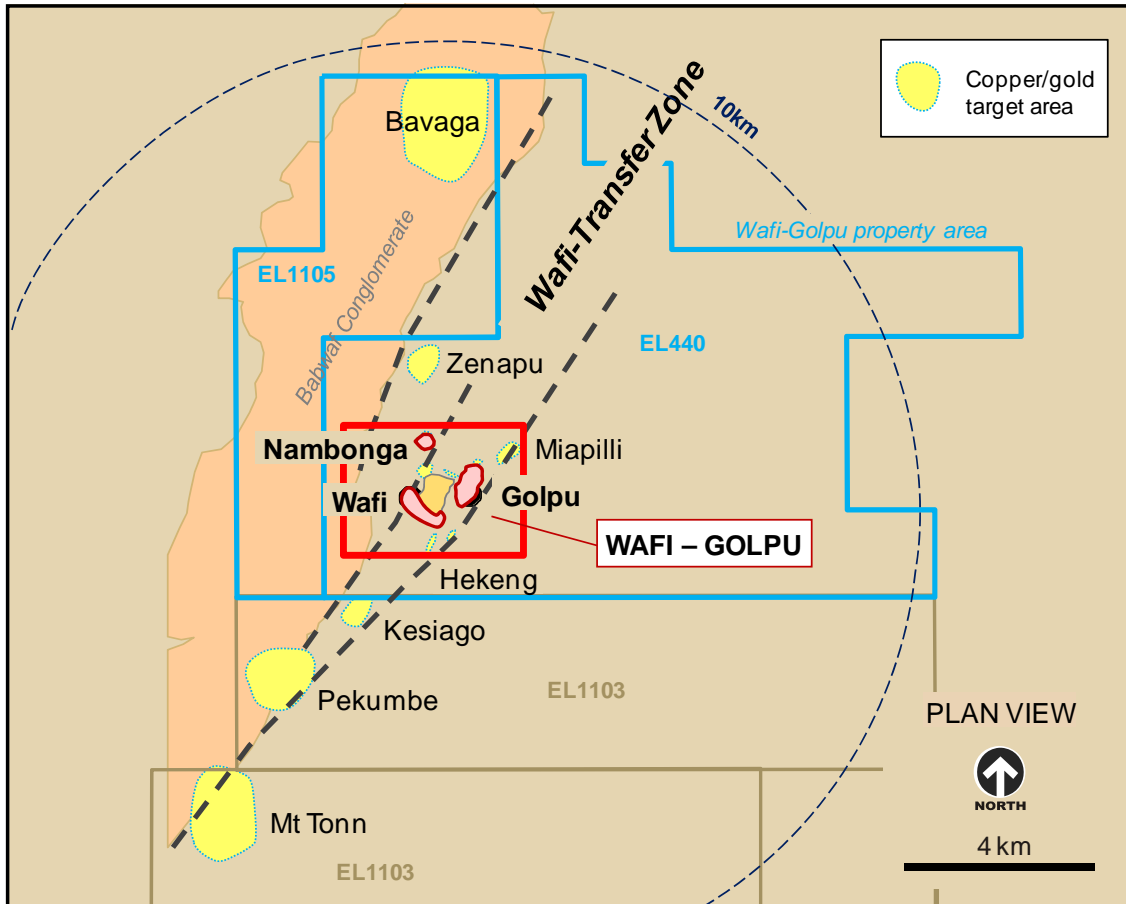 Copper/gold
target area
Bavaga
10km
Wafi-Transfer Zone
Wafi-Golpu property area
EL1105
Babwaf Conglomerate
EL440
Zenapu
Nambonga
Miapilli
Wafi
Golpu
WAFI – GOLPU
Hekeng
Kesiago
EL1103
Pekumbe
PLAN VIEW
NORTH
Mt Tonn
4 km
EL1103